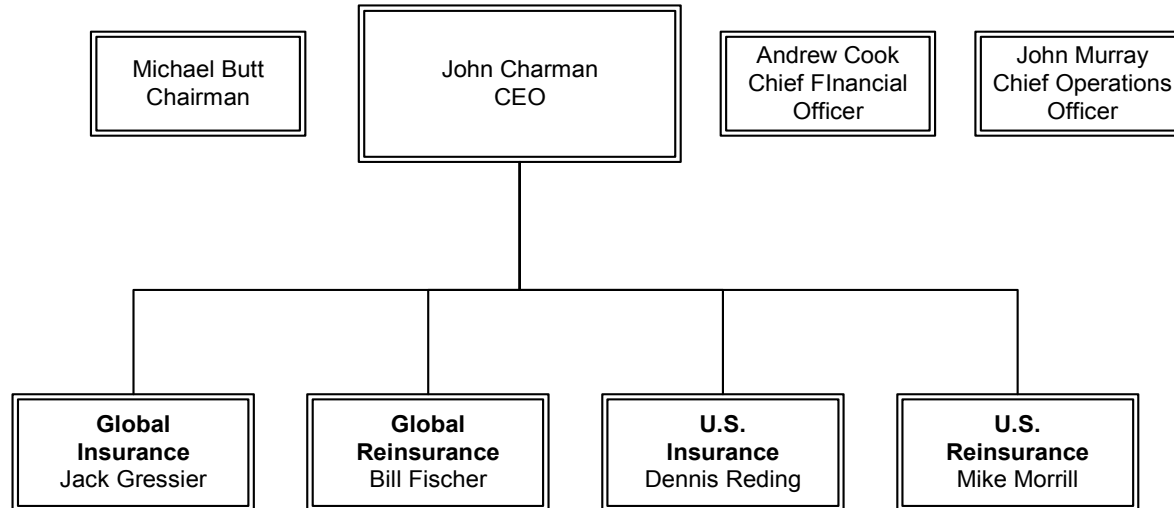 Michael Butt
Chairman
John Charman
CEO
Andrew Cook
Chief FInancial
Officer
John Murray
Chief Operations
Officer
Global
Insurance
Jack Gressier
Global
Reinsurance
Bill Fischer
U.S.
Insurance
Dennis Reding
U.S.
Reinsurance
Mike Morrill